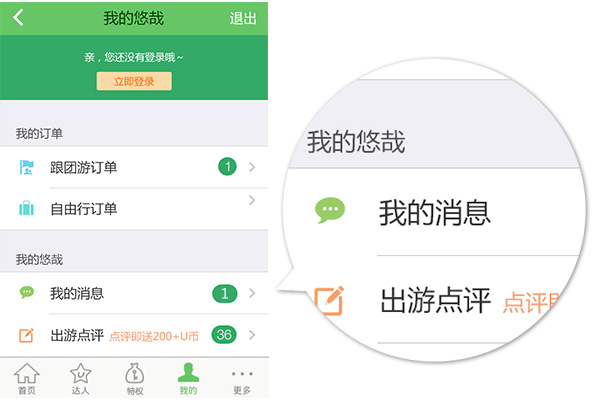 我的悠哉 退出
亲，您还没有登录哦~
立即登录
我的订单
跟团游订单 1
自由行订单
我的悠哉
我的消息 1
出游点评 点评即送200+U币 36
首页 达人 特权 我的 更多
我的悠哉
我的消息
出游点评 点评即